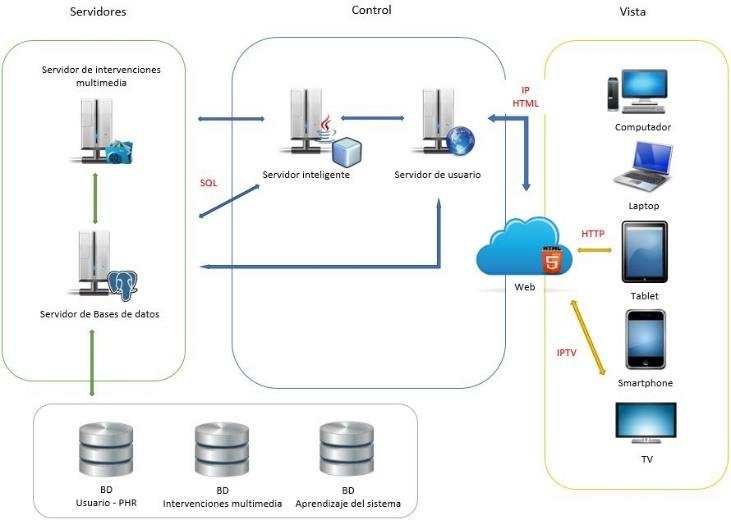 Servidores
Control
Vista
Servidor de intervenciones
multimedia
Servidor inteligente
Servidor de usuario
IP
HTML
Computador
SQL
Laptop
HTTP
HTML
5
Web
Tablet
Servidor de Bases de datos
IPTV
Smartphone
TV
BD
Usuario - PHR
BD
Intervenciones multimedia
BD
Aprendizaje del sistema